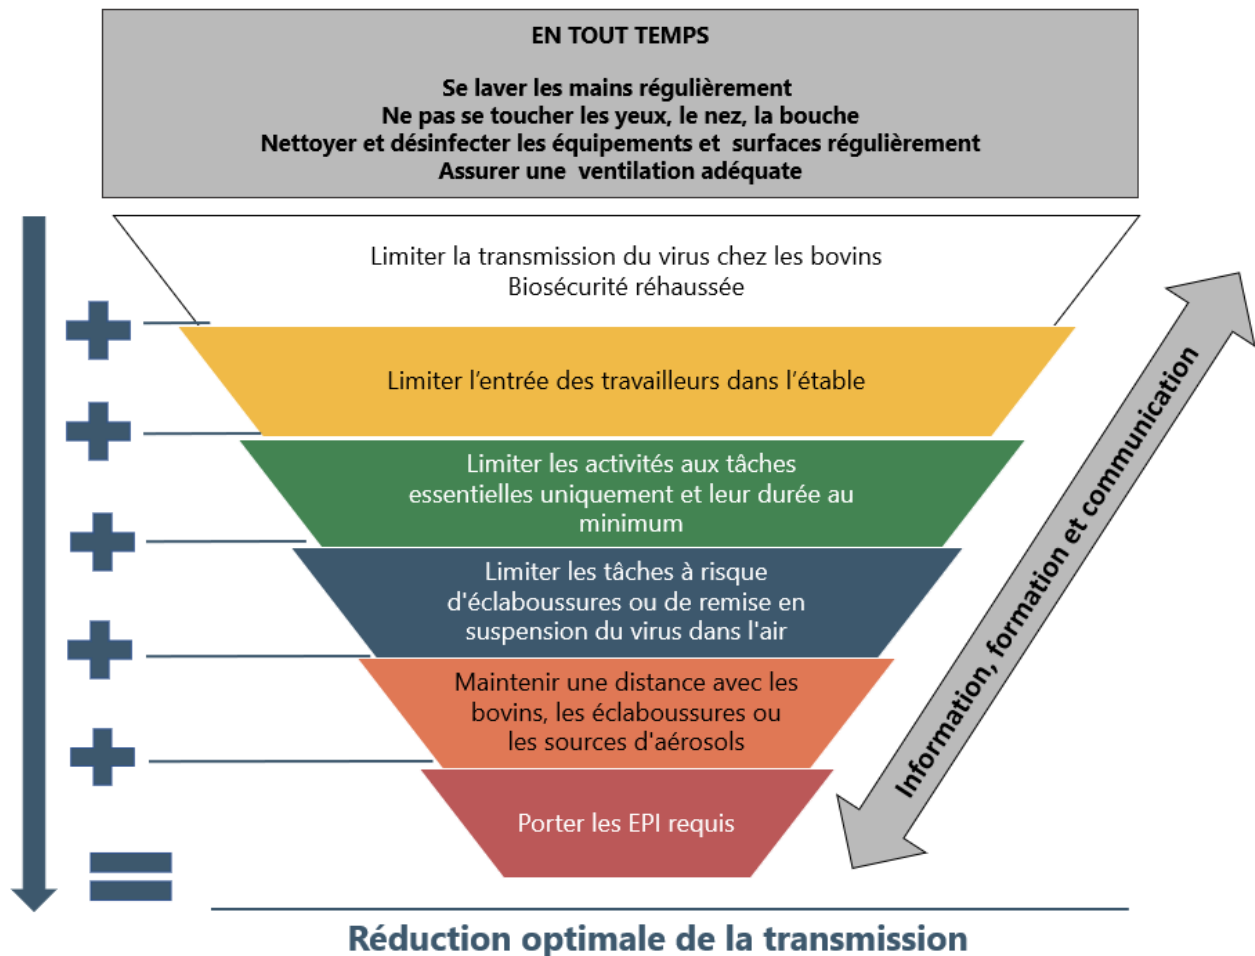 EN TOUT TEMPS
Se laver les mains régulièrement
Ne pas se toucher les yeux, le nez, la bouche
Nettoyer et désinfecter les équipements et surfaces régulièrement
Assurer une ventilation adéquate
Limiter la transmission du virus chez les bovins
Biosécurité réhaussée
Limiter l’entrée des travailleurs dans l’étable
Limiter les activités aux tâches
essentielles uniquement et leur durée au
minimum
Limiter les tâches à risque
d'éclaboussures ou de remise en
suspension du virus dans l'air
Maintenir une distance avec les
bovins, les éclaboussures ou
les sources d'aérosols
Porter les EPI requis
Information, formation et communication
Réduction optimale de la transmission